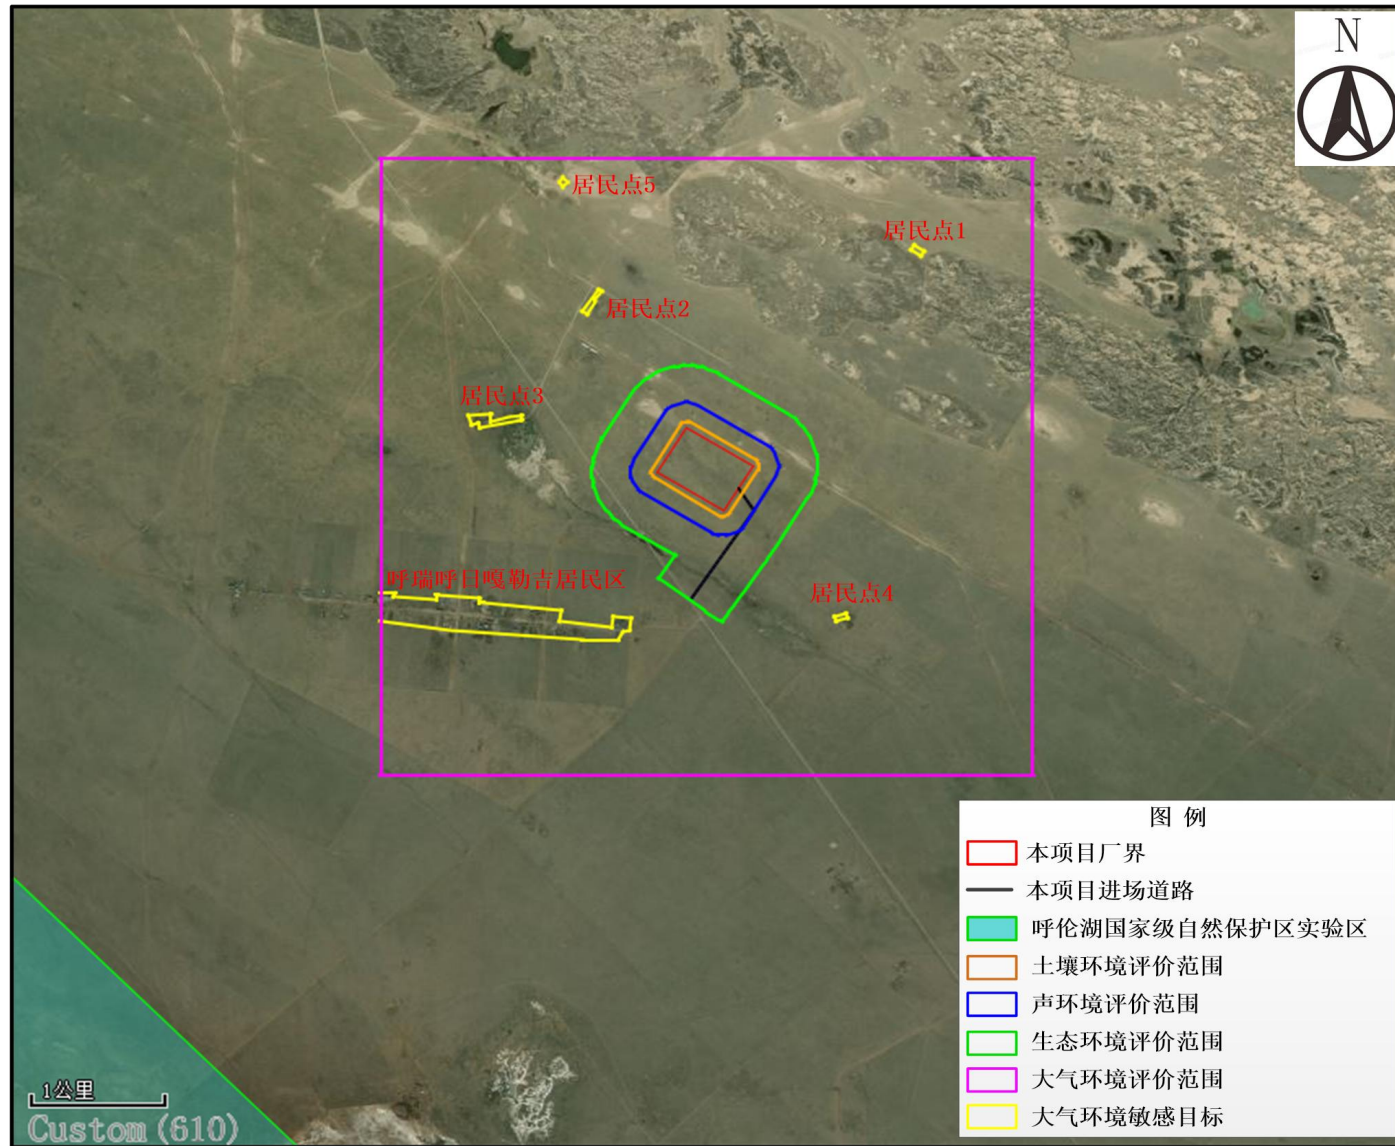 N
居民点5
居民点1
居民点2
居民点3
呼瑞呼日嘎勒吉居民区
居民点4
图 例
本项目厂界
本项目进场道路
呼伦湖国家级自然保护区实验区
土壤环境评价范围
声环境评价范围
生态环境评价范围
大气环境评价范围
大气环境敏感目标
1公里
Custom(610)